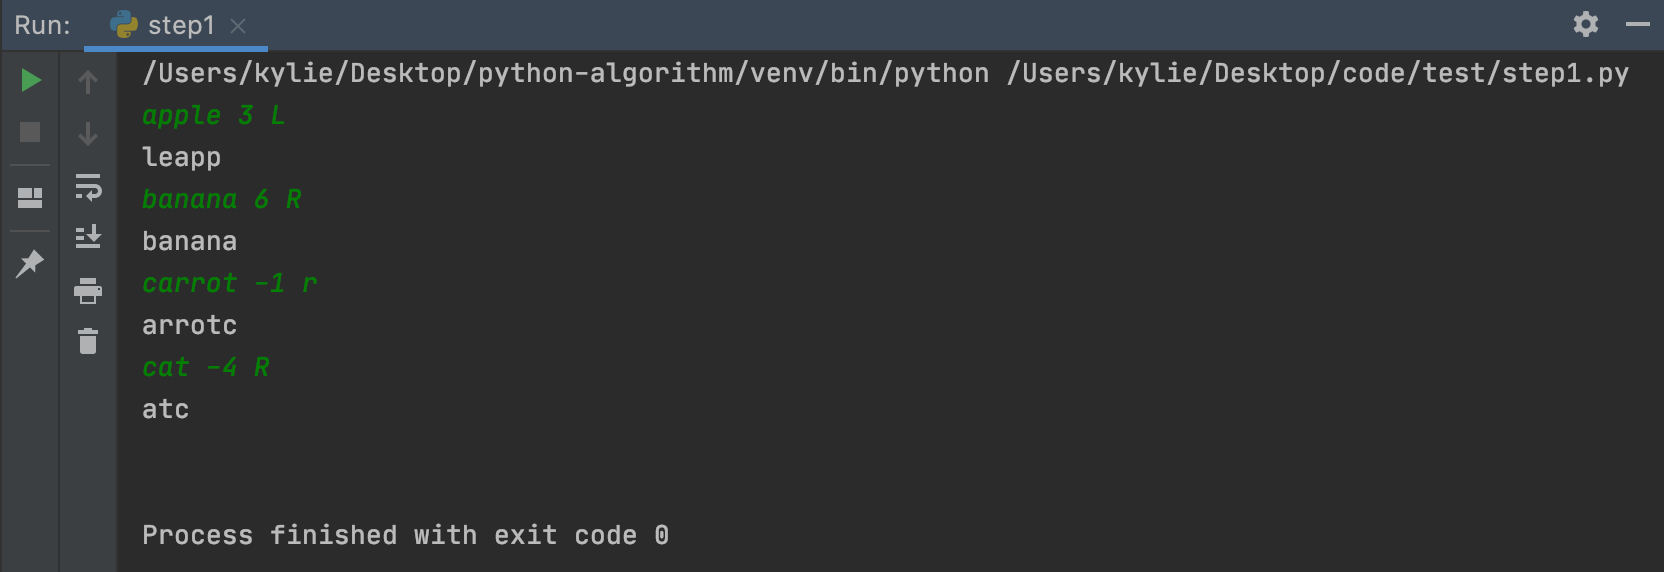 Run: step1
/Users/kylie/Desktop/python-algorithm/venv/bin/python /Users/kylie/Desktop/code/test/step1.py
apple 3 L
leapp
banana 6 R
banana
carrot -1 r
arrotc
cat -4 R
atc
Process finished with exit code 0